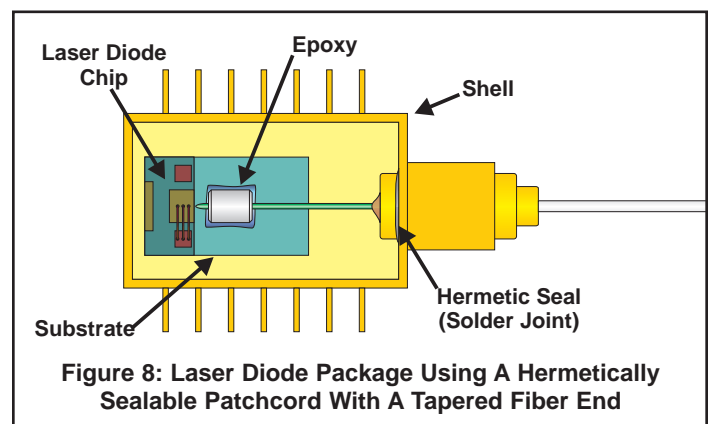 Laser Diode
Chip
Epoxy
Shell
Substrate
Hermetic Seal
(Solder Joint)
Figure 8: Laser Diode Package Using A Hermetically
Sealable Patchcord With A Tapered Fiber End